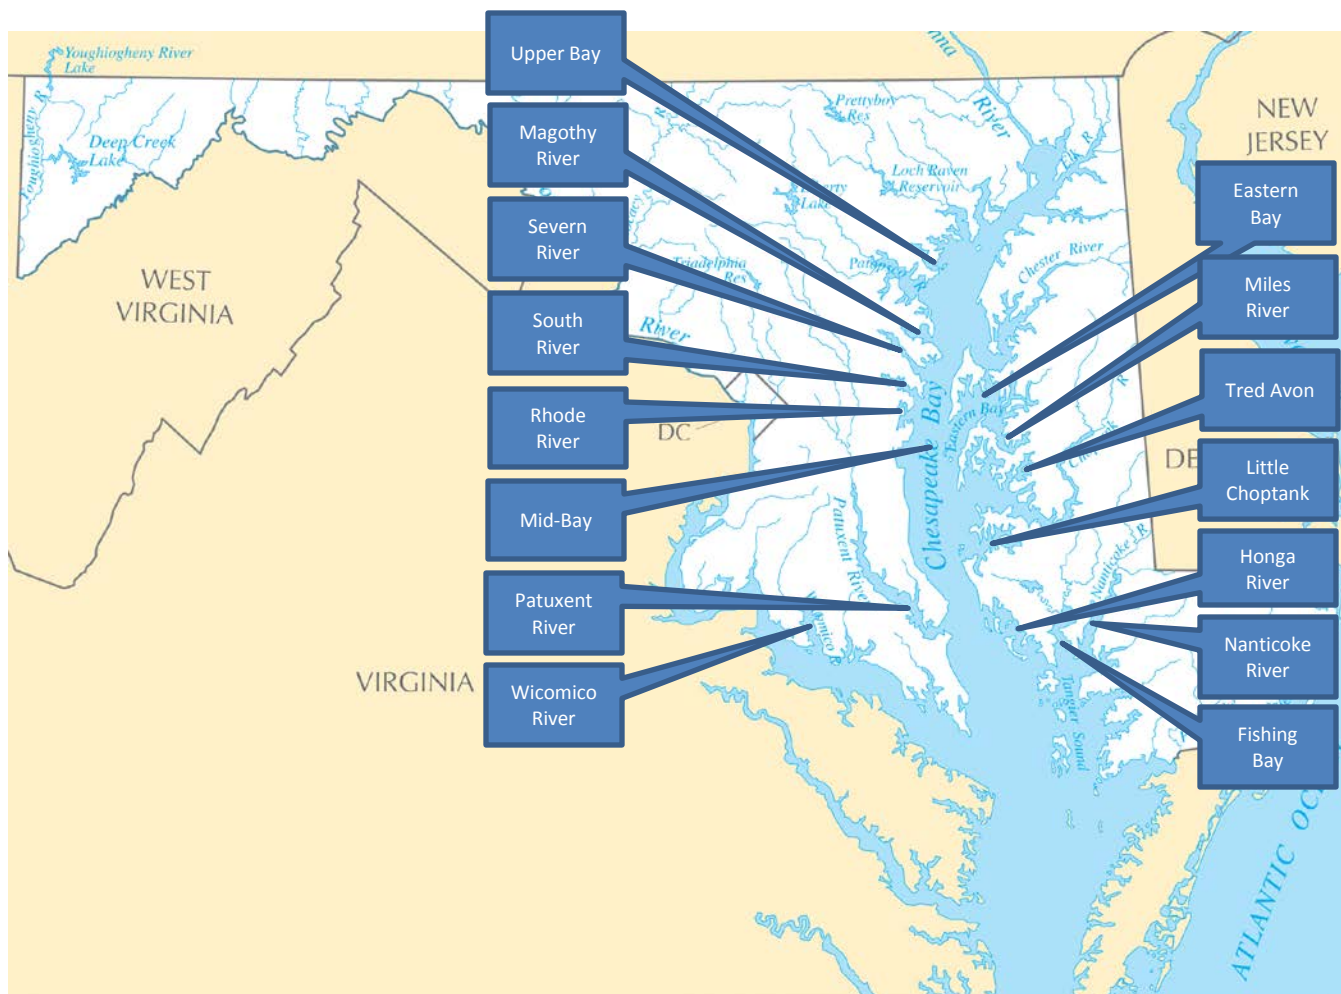 Upper Bay
Magothy
River
Severn
River
South
River
Rhode
River
Mid-Bay
Patuxent
River
Wicomico
River
Eastern
Bay
Miles
River
Tred Avon
Little
Choptank
Honga
River
Nanticoke
River
Fishing
Bay
Youghiogheny River
Lake
Youghiogheny R
Deep Creek
Lake
WEST
VIRGINIA
VIRGINIA
DC
River
Triadelphia
Res
Prettyboy
Res
Loch Raven
Reservoir
Lake
River
Elk R
Chester River
NEW
JERSEY
DE
Chesapeake Bay
Eastern Bay
Patuxent River
Nanticoke R
Tangier Sound
ATLANTIC